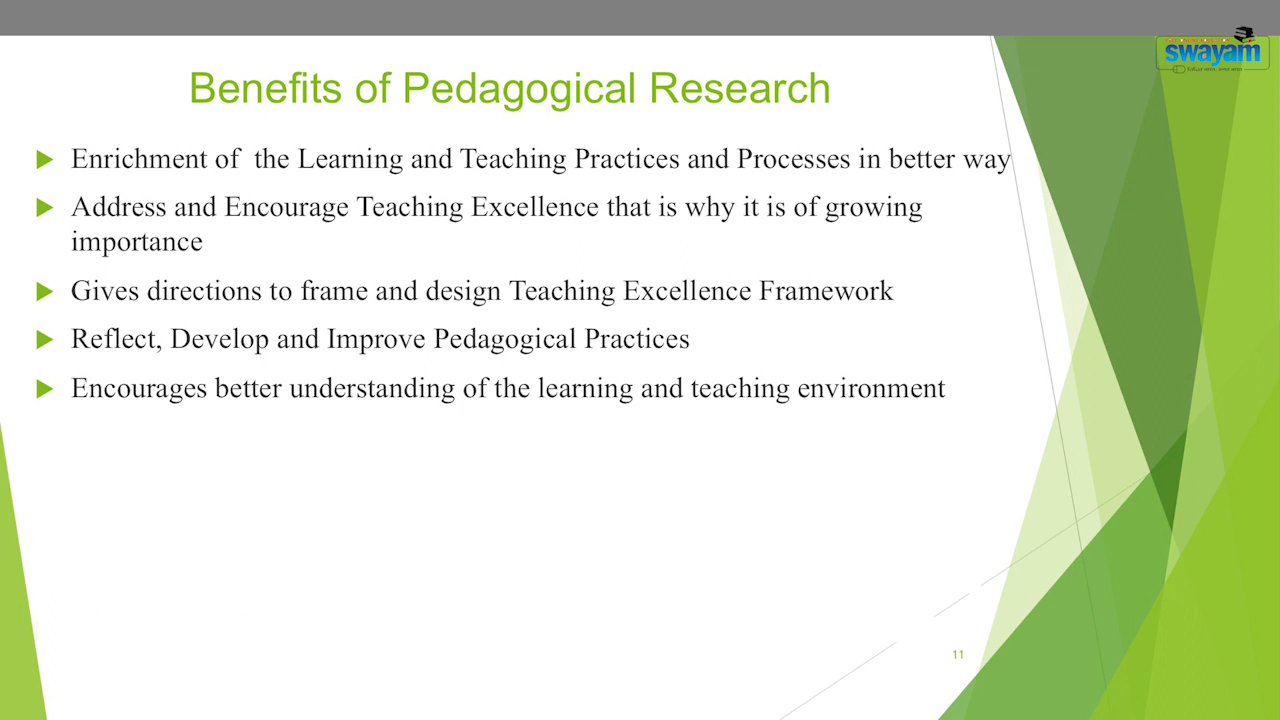 swayam
Benefits of Pedagogical Research
Enrichment of the Learning and Teaching Practices and Processes in better way
Address and Encourage Teaching Excellence that is why it is of growing
importance
Gives directions to frame and design Teaching Excellence Framework
Reflect, Develop and Improve Pedagogical Practices
Encourages better understanding of the learning and teaching environment
11